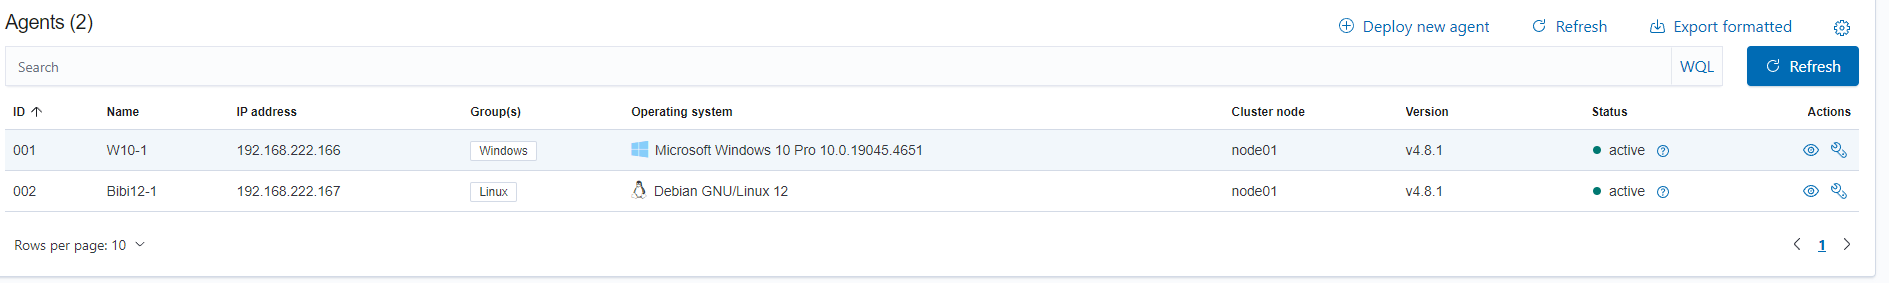 Agents (2)
Deploy new agent Refresh Export formatted
Search WQL Refresh
ID Name IP address Group(s) Operating system Cluster node Version Status Actions
001 W10-1 192.168.222.166 Windows Microsoft Windows 10 Pro 10.0.19045.4651 node01 v4.8.1 active
002 Bibi12-1 192.168.222.167 Linux Debian GNU/Linux 12 node01 v4.8.1 active
Rows per page: 10 1